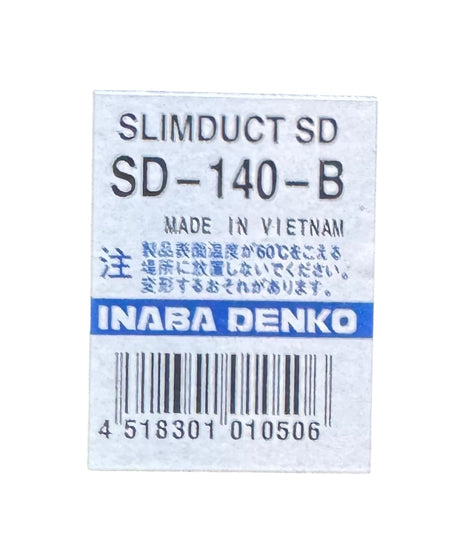 SLIMDUCT SD
SD-140-B
MADE IN VIETNAM
注 製品表面温度が60℃をこえる
場所に放置しないでください。
変形するおそれがあります。
INABA DENKO
4 518301 010506